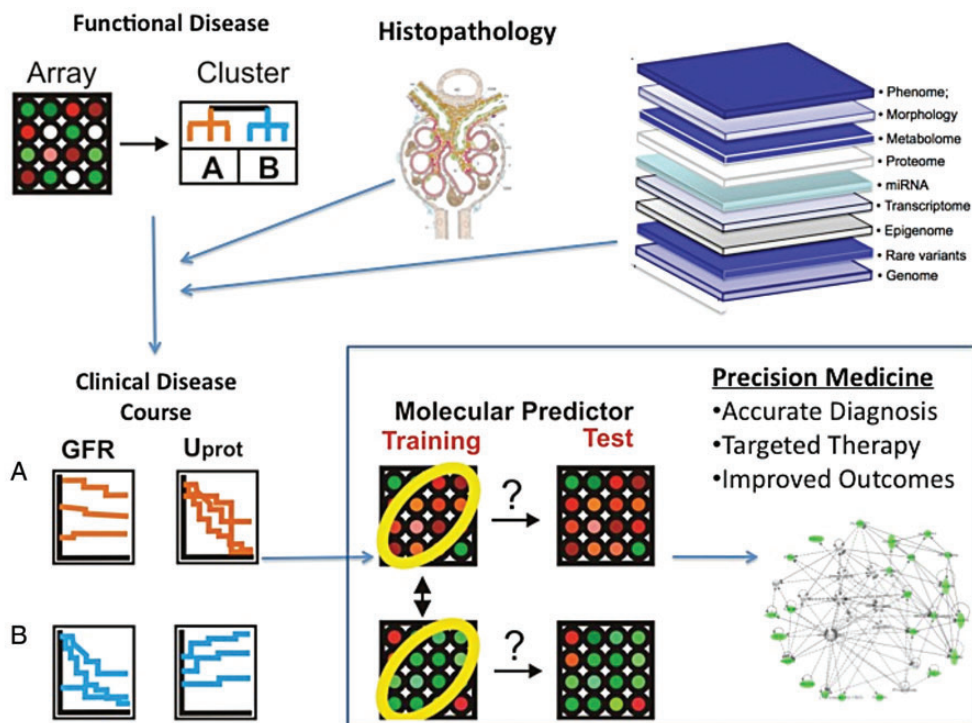 Functional Disease
Array
Cluster
A
B
Histopathology
• Phenome;
• Morphology
• Metabolome
• Proteome
• miRNA
• Transcriptome
• Epigenome
• Rare variants
• Genome
Clinical Disease
Course
GFR
Uprot
A
B
Molecular Predictor
Training
Test
?
?
Precision Medicine
•Accurate Diagnosis
•Targeted Therapy
•Improved Outcomes